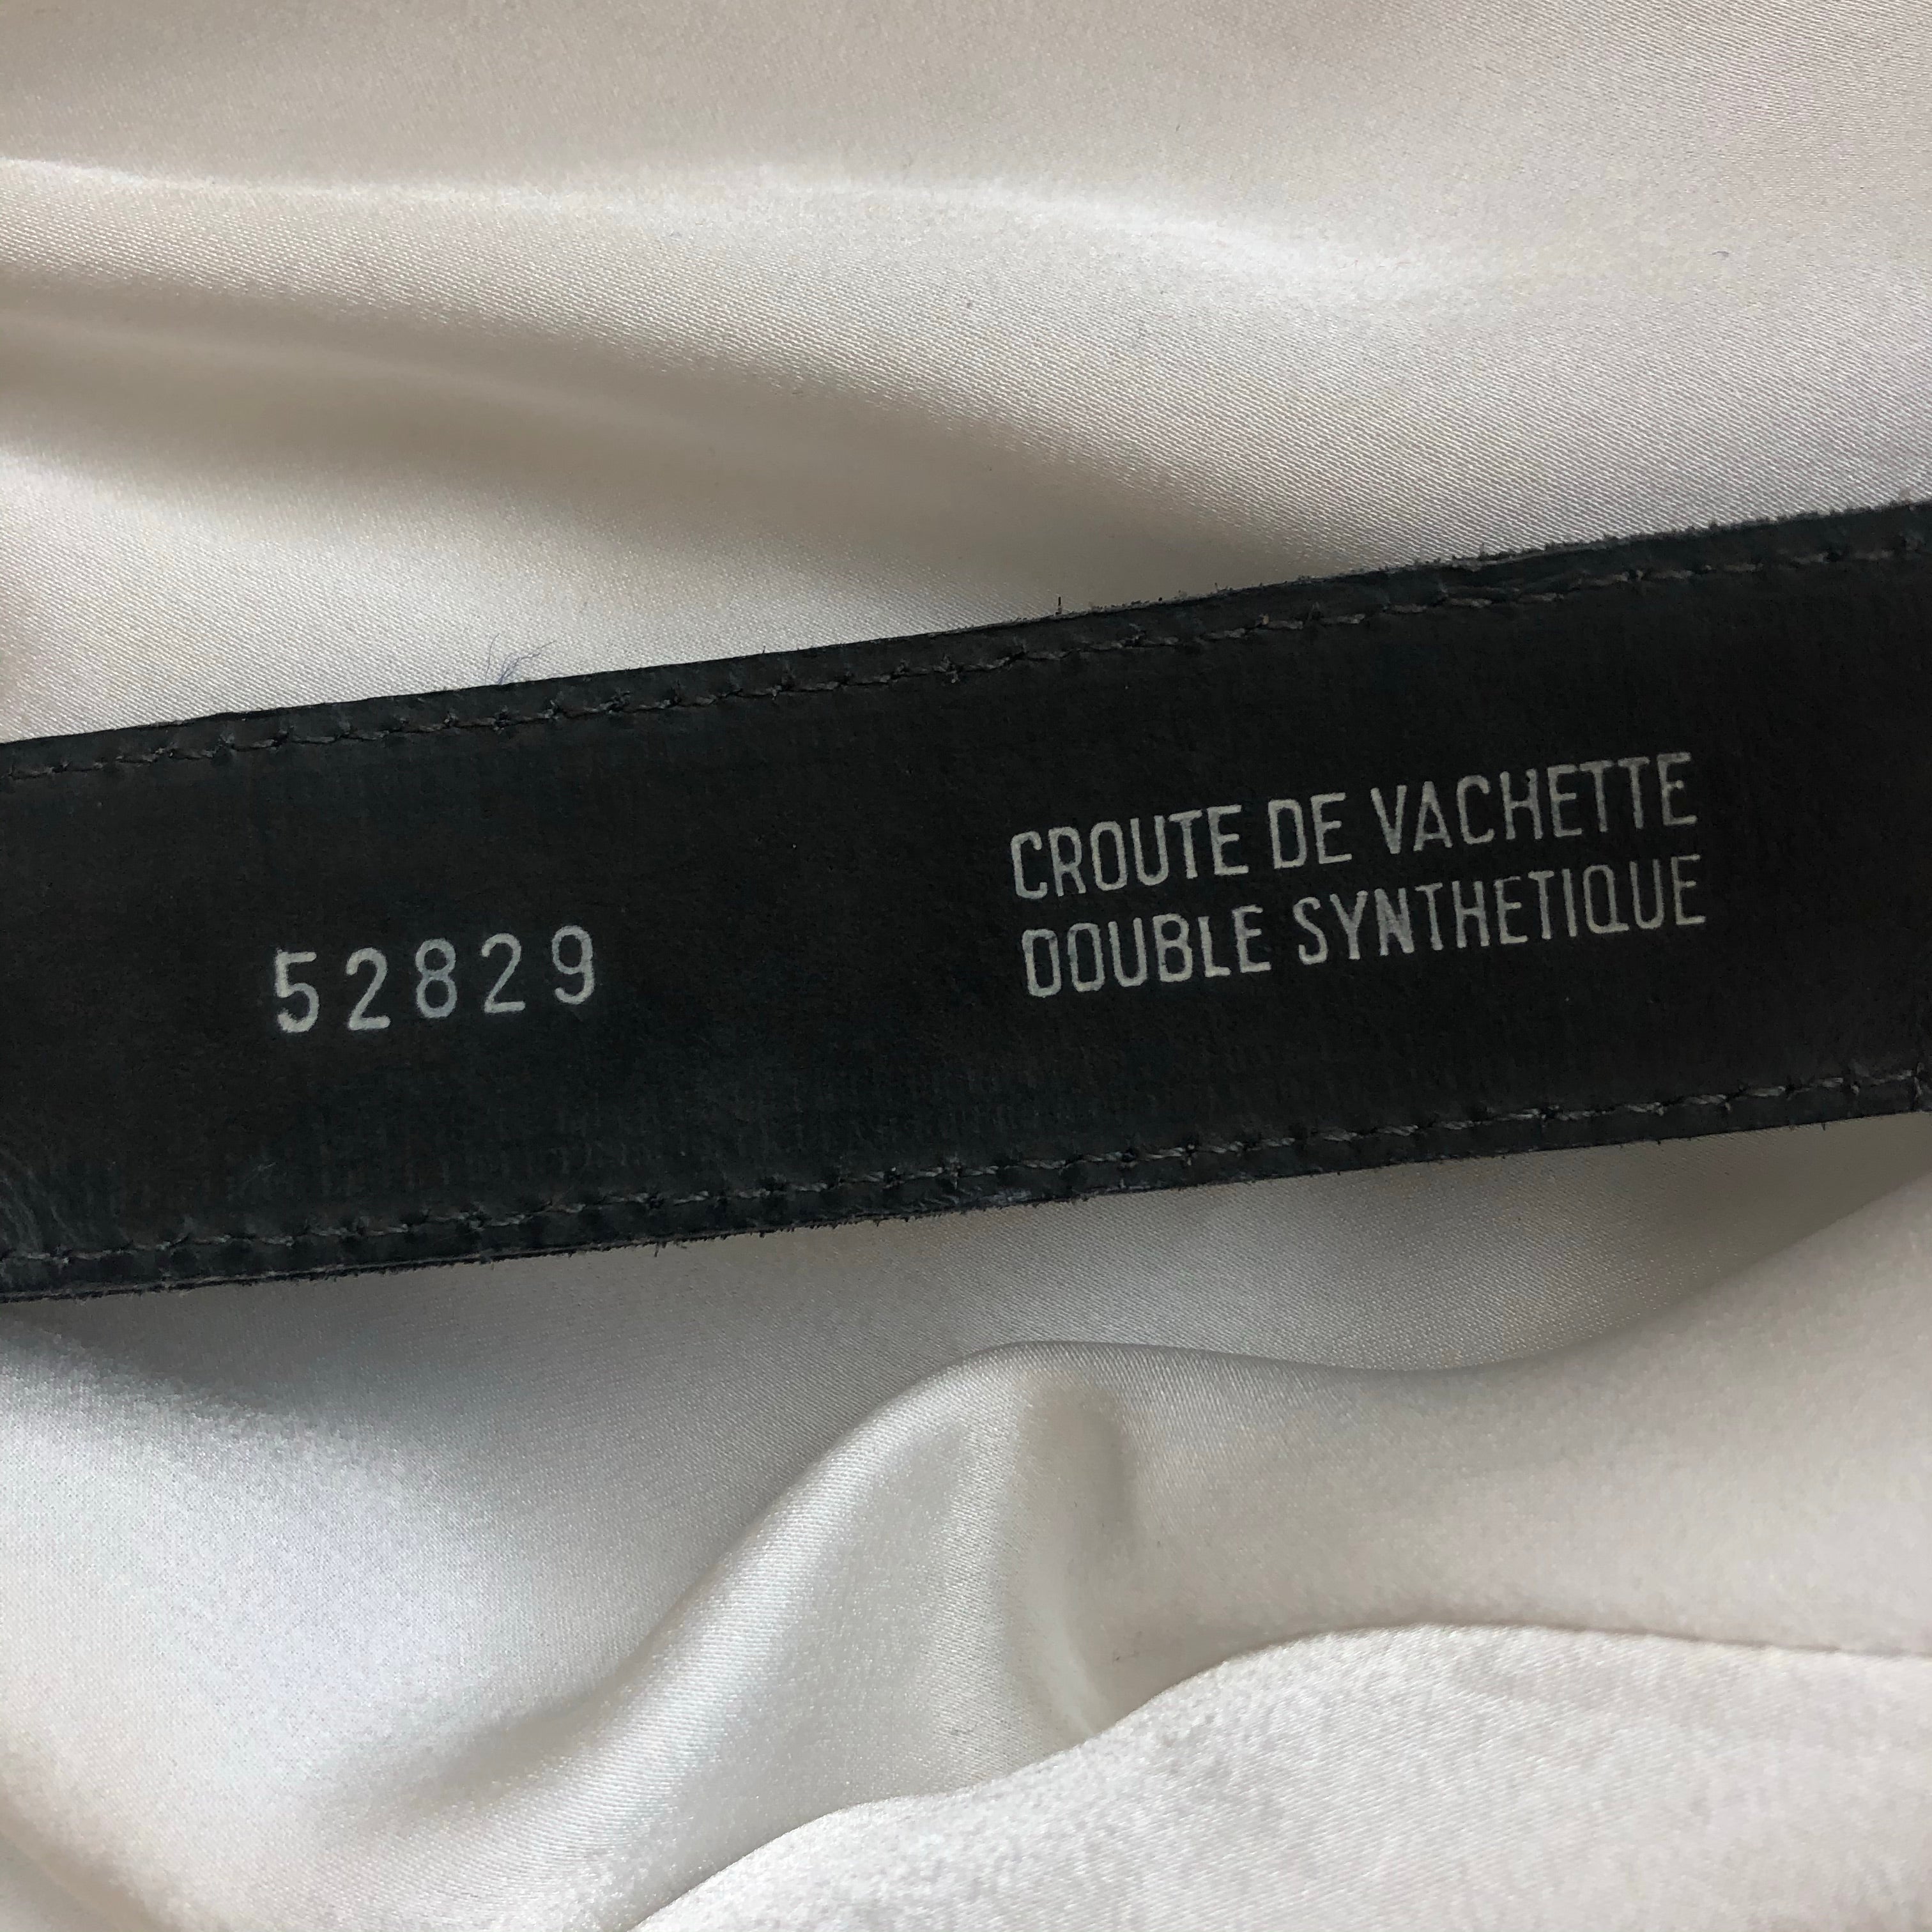 52829
CROUTE DE VACHETTE
DOUBLE SYNTHETIQUE